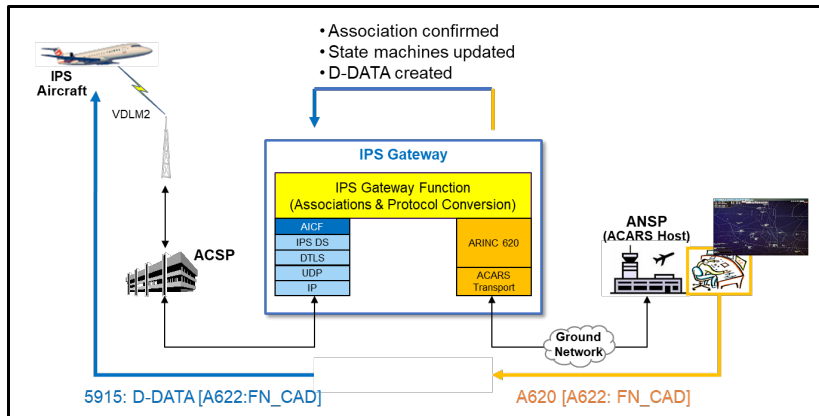 • Association confirmed
• State machines updated
• D-DATA created
IPS
Aircraft
VDLM2
IPS Gateway
IPS Gateway Function
(Associations & Protocol Conversion)
AICF
IPS DS
DTLS
UDP
IP
ARINC 620
ACARS
Transport
ACSP
ANSP
(ACARS Host)
Ground
Network
5915: D-DATA [A622:FN_CAD]
A620 [A622: FN_CAD]